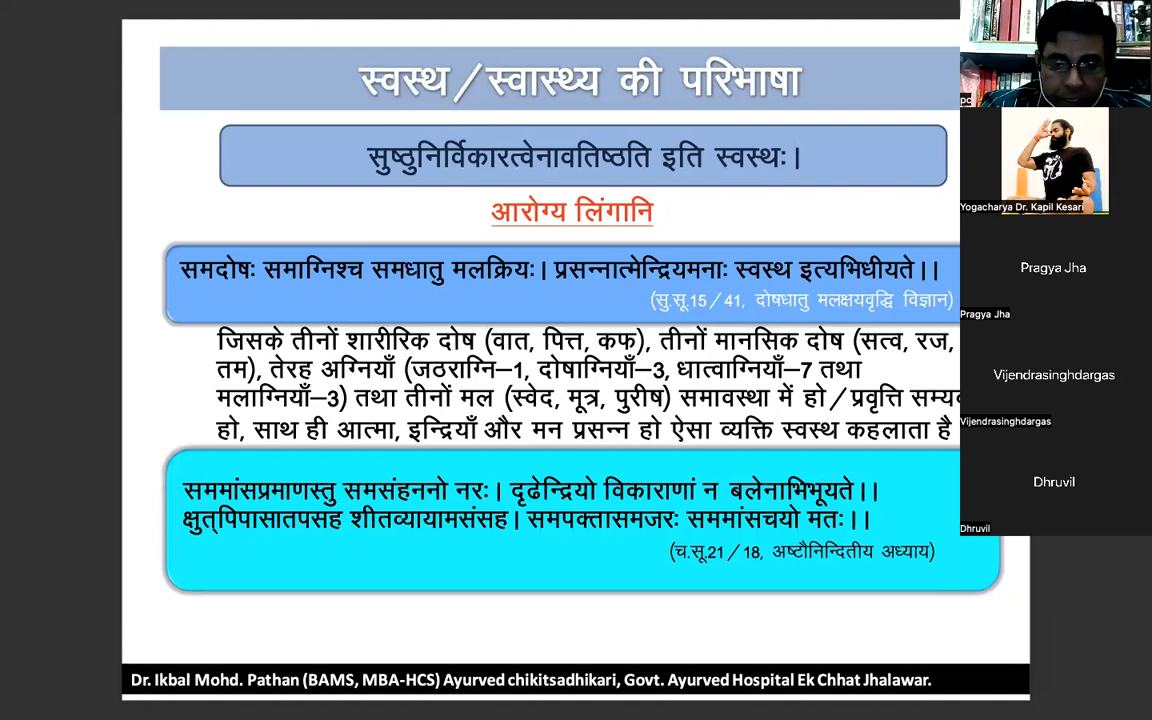 स्वस्थ/स्वास्थ्य की परिभाषा
सुष्ठुनिर्विकारत्वेनावतिष्ठति इति स्वस्थः।
आरोग्य लिंगानि
समदोषः समाग्निश्च समधातु मलक्रियः। प्रसन्नात्मेन्द्रियमनाः स्वस्थ इत्यभिधीयते।।
(सु.सू.15/41, दोषधातु मलक्षयवृद्धि विज्ञान)
जिसके तीनों शारीरिक दोष (वात, पित्त, कफ), तीनों मानसिक दोष (सत्व, रज,
तम), तेरह अग्नियाँ (जठराग्नि–1, दोषाग्नियाँ–3, धात्वाग्नियाँ–7 तथा
मलाग्नियाँ–3) तथा तीनों मल (स्वेद, मूत्र, पुरीष) समावस्था में हो/प्रवृत्ति
हो, साथ ही आत्मा, इन्द्रियाँ और मन प्रसन्न हो ऐसा व्यक्ति स्वस्थ कहलाता है
सममांसप्रमाणस्तु समसंहननो नरः। दृढेन्द्रियो विकाराणां न बलेनाभिभूयते।।
क्षुत्पिपासातपसह शीतव्यायामसंसह। समपक्तासमजरः सममांसचयो मतः।।
(च.सू.21/18, अष्टौनिन्दितीय अध्याय)
Dr. Ikbal Mohd. Pathan (BAMS, MBA-HCS) Ayurved chikitsadhikari, Govt. Ayurved Hospital Ek Chhat Jhalawar.
pc
Yogacharya Dr. Kapil Kesari
Pragya Jha
Pragya Jha
Vijendrasinghdargas
Vijendrasinghdargas
Dhruvil
Dhruvil